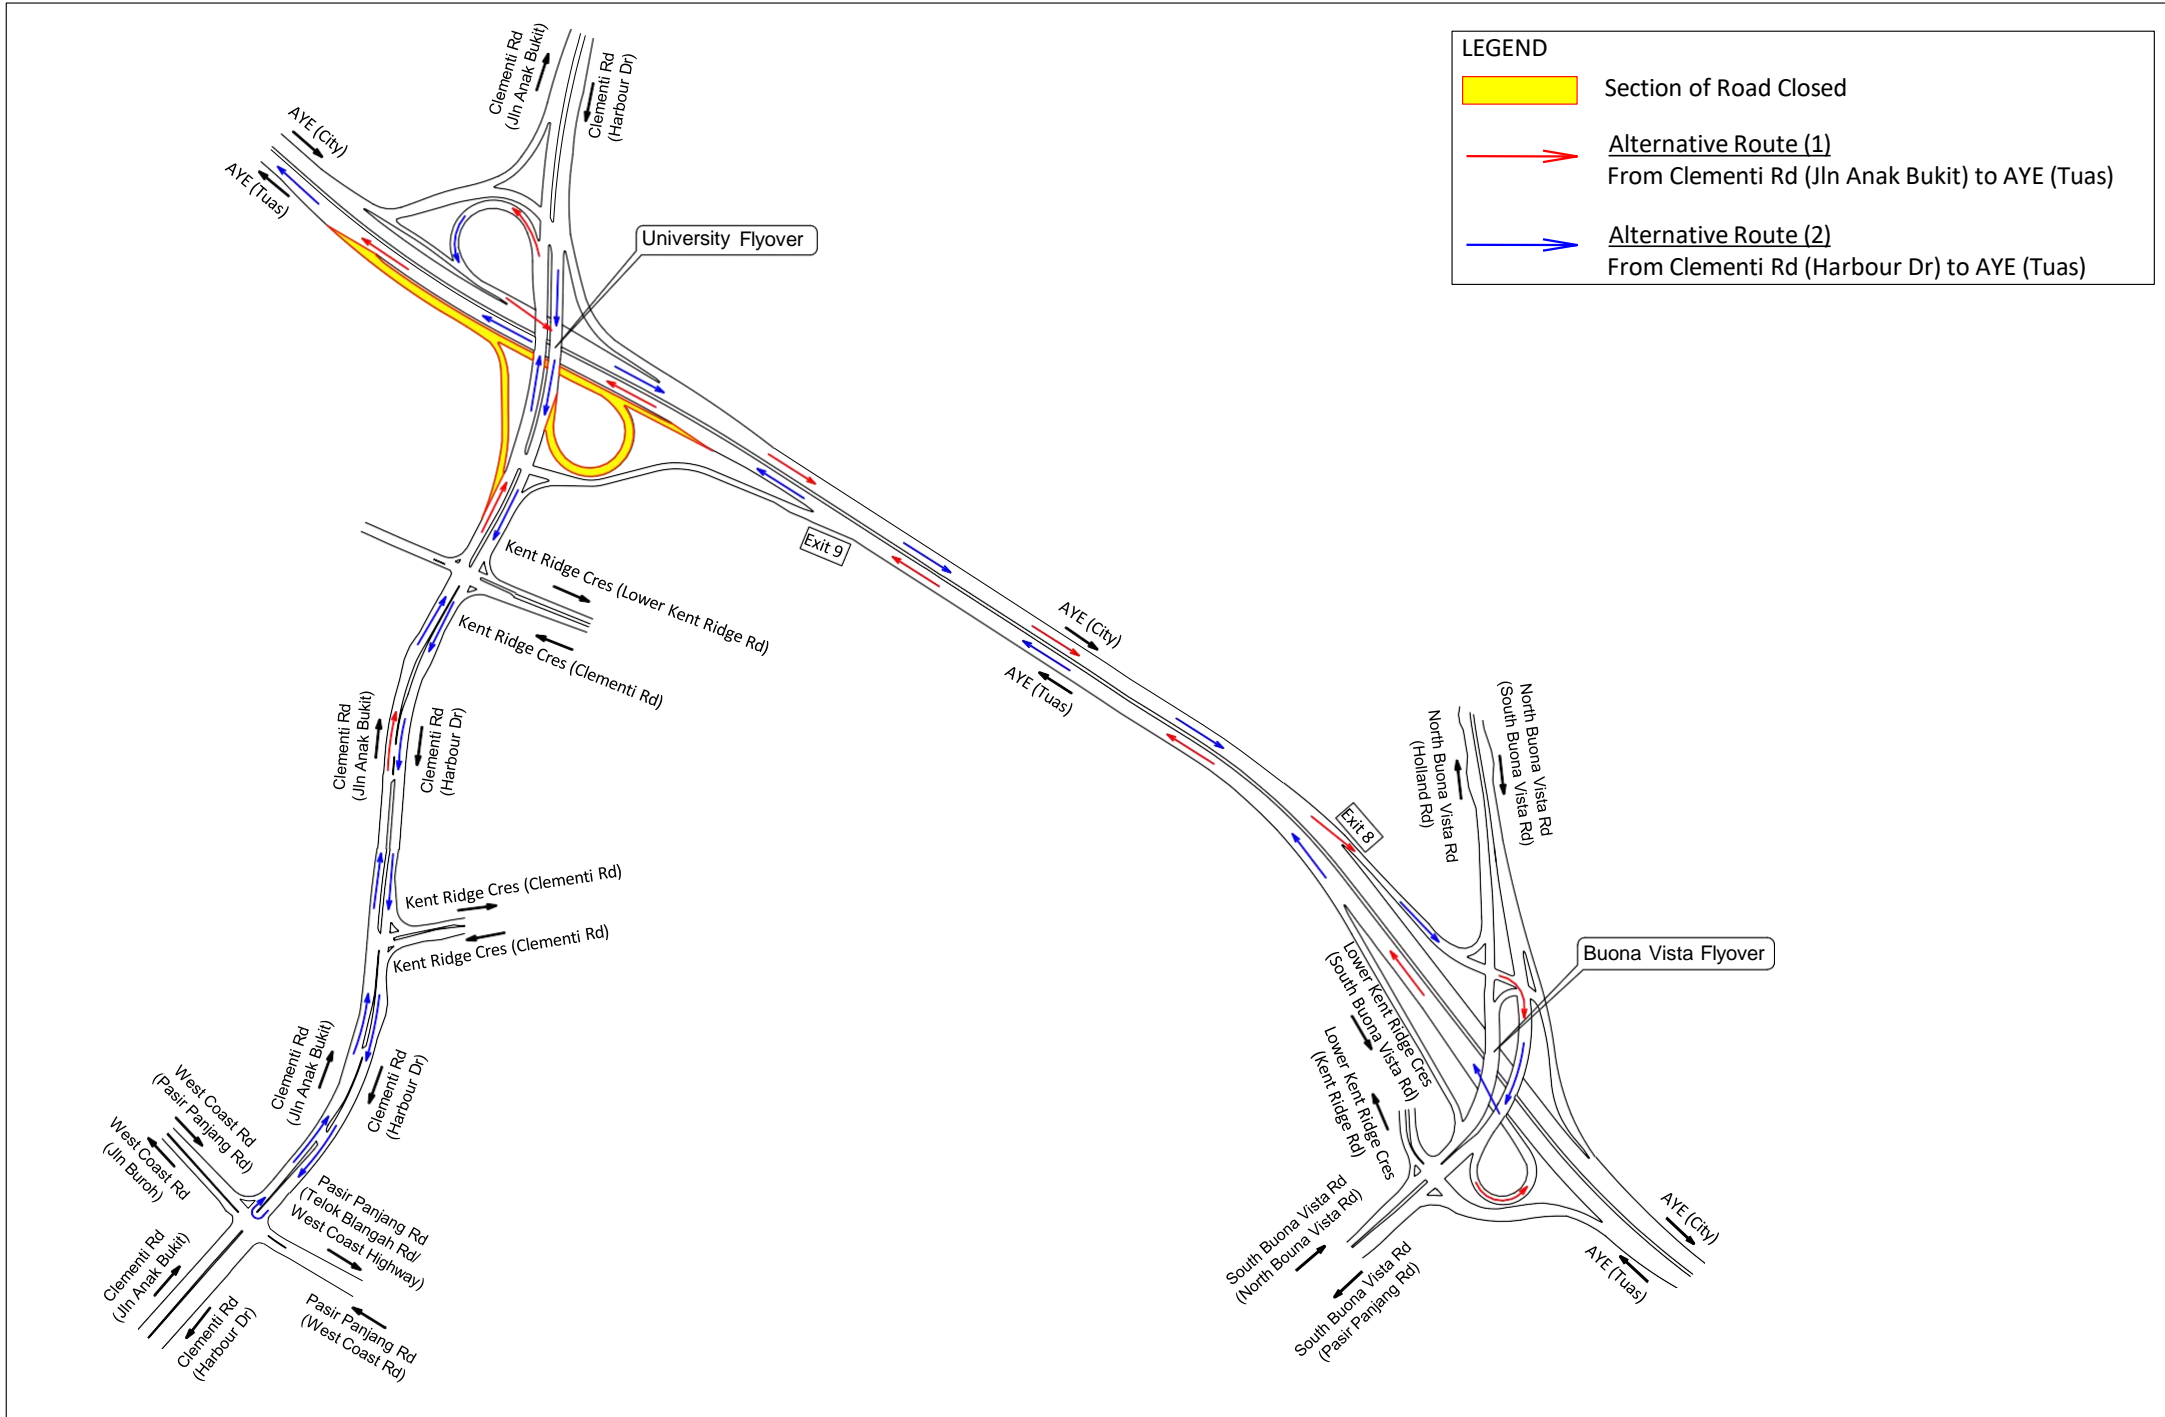 LEGEND
Section of Road Closed
Alternative Route (1)
From Clementi Rd (Jln Anak Bukit) to AYE (Tuas)
Alternative Route (2)
From Clementi Rd (Harbour Dr) to AYE (Tuas)
Clementi Rd
(Jln Anak Bukit)
Clementi Rd
(Harbour Dr)
AYE (City)
AYE (Tuas)
University Flyover
Exit 9
Kent Ridge Cres (Lower Kent Ridge Rd)
Kent Ridge Cres (Clementi Rd)
AYE (City)
AYE (Tuas)
Clementi Rd
(Jln Anak Bukit)
Clementi Rd
(Harbour Dr)
North Buona Vista Rd
(Holland Rd)
North Buona Vista Rd
(South Buona Vista Rd)
Exit 8
Kent Ridge Cres (Clementi Rd)
Kent Ridge Cres (Clementi Rd)
Buona Vista Flyover
Lower Kent Ridge Cres
(South Buona Vista Rd)
Lower Kent Ridge Cres
(Kent Ridge Rd)
Clementi Rd
(Jln Anak Bukit)
Clementi Rd
(Harbour Dr)
West Coast Rd
(Pasir Panjang Rd)
West Coast Rd
(Jln Buroh)
Pasir Panjang Rd
(Telok Blangah Rd/
West Coast Highway)
Clementi Rd
(Jln Anak Bukit)
Clementi Rd
(Harbour Dr)
Pasir Panjang Rd
(West Coast Rd)
South Buona Vista Rd
(North Bouna Vista Rd)
South Buona Vista Rd
(Pasir Panjang Rd)
AYE (City)
AYE (Tuas)